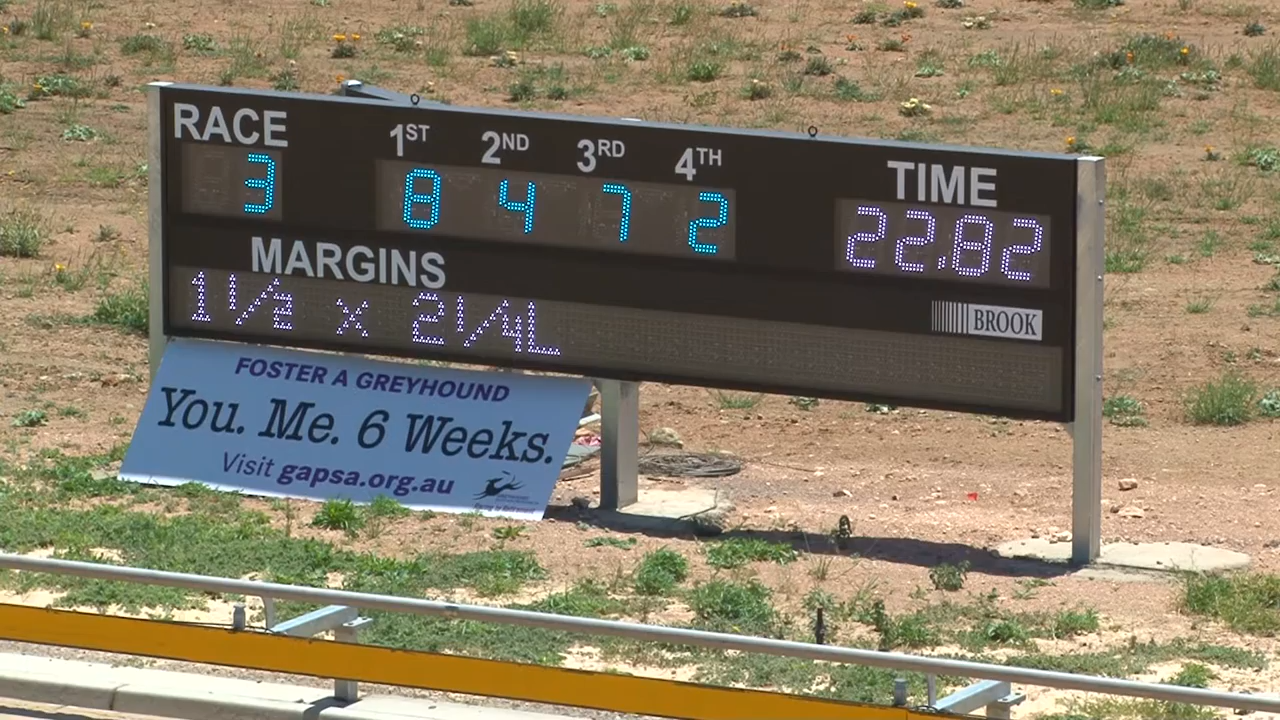 RACE 1ST 2ND 3RD 4TH TIME
3 8 4 7 2 22.82
MARGINS
1 1/2 x 2 1/4L
BROOK
FOSTER A GREYHOUND
You. Me. 6 Weeks.
Visit gapsa.org.au